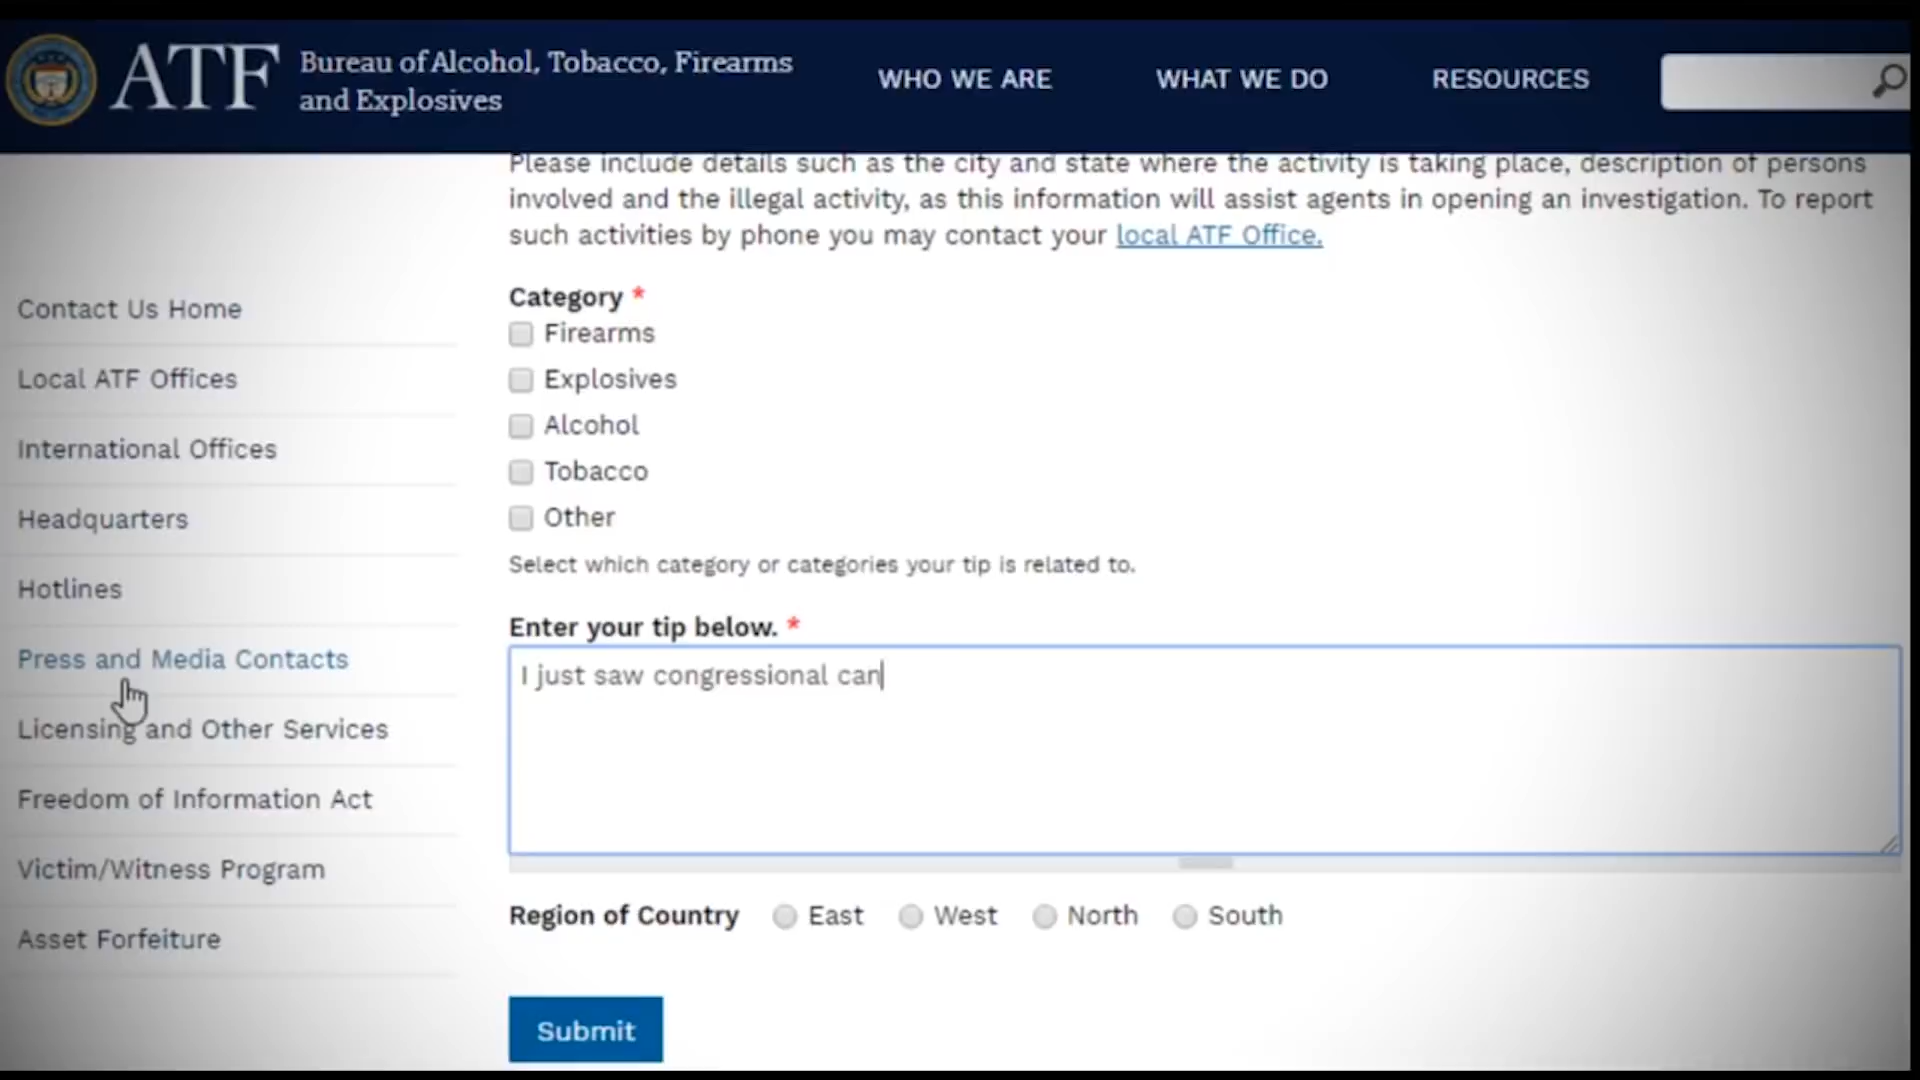 ATF
Bureau of Alcohol, Tobacco, Firearms
and Explosives
WHO WE ARE
WHAT WE DO
RESOURCES
Please include details such as the city and state where the activity is taking place, description of persons
involved and the illegal activity, as this information will assist agents in opening an investigation. To report
such activities by phone you may contact your local ATF Office.
Contact Us Home
Local ATF Offices
International Offices
Headquarters
Hotlines
Press and Media Contacts
Licensing and Other Services
Freedom of Information Act
Victim/Witness Program
Asset Forfeiture
Category *
Firearms
Explosives
Alcohol
Tobacco
Other
Select which category or categories your tip is related to.
Enter your tip below. *
I just saw congressional can
Region of Country East West North South
Submit